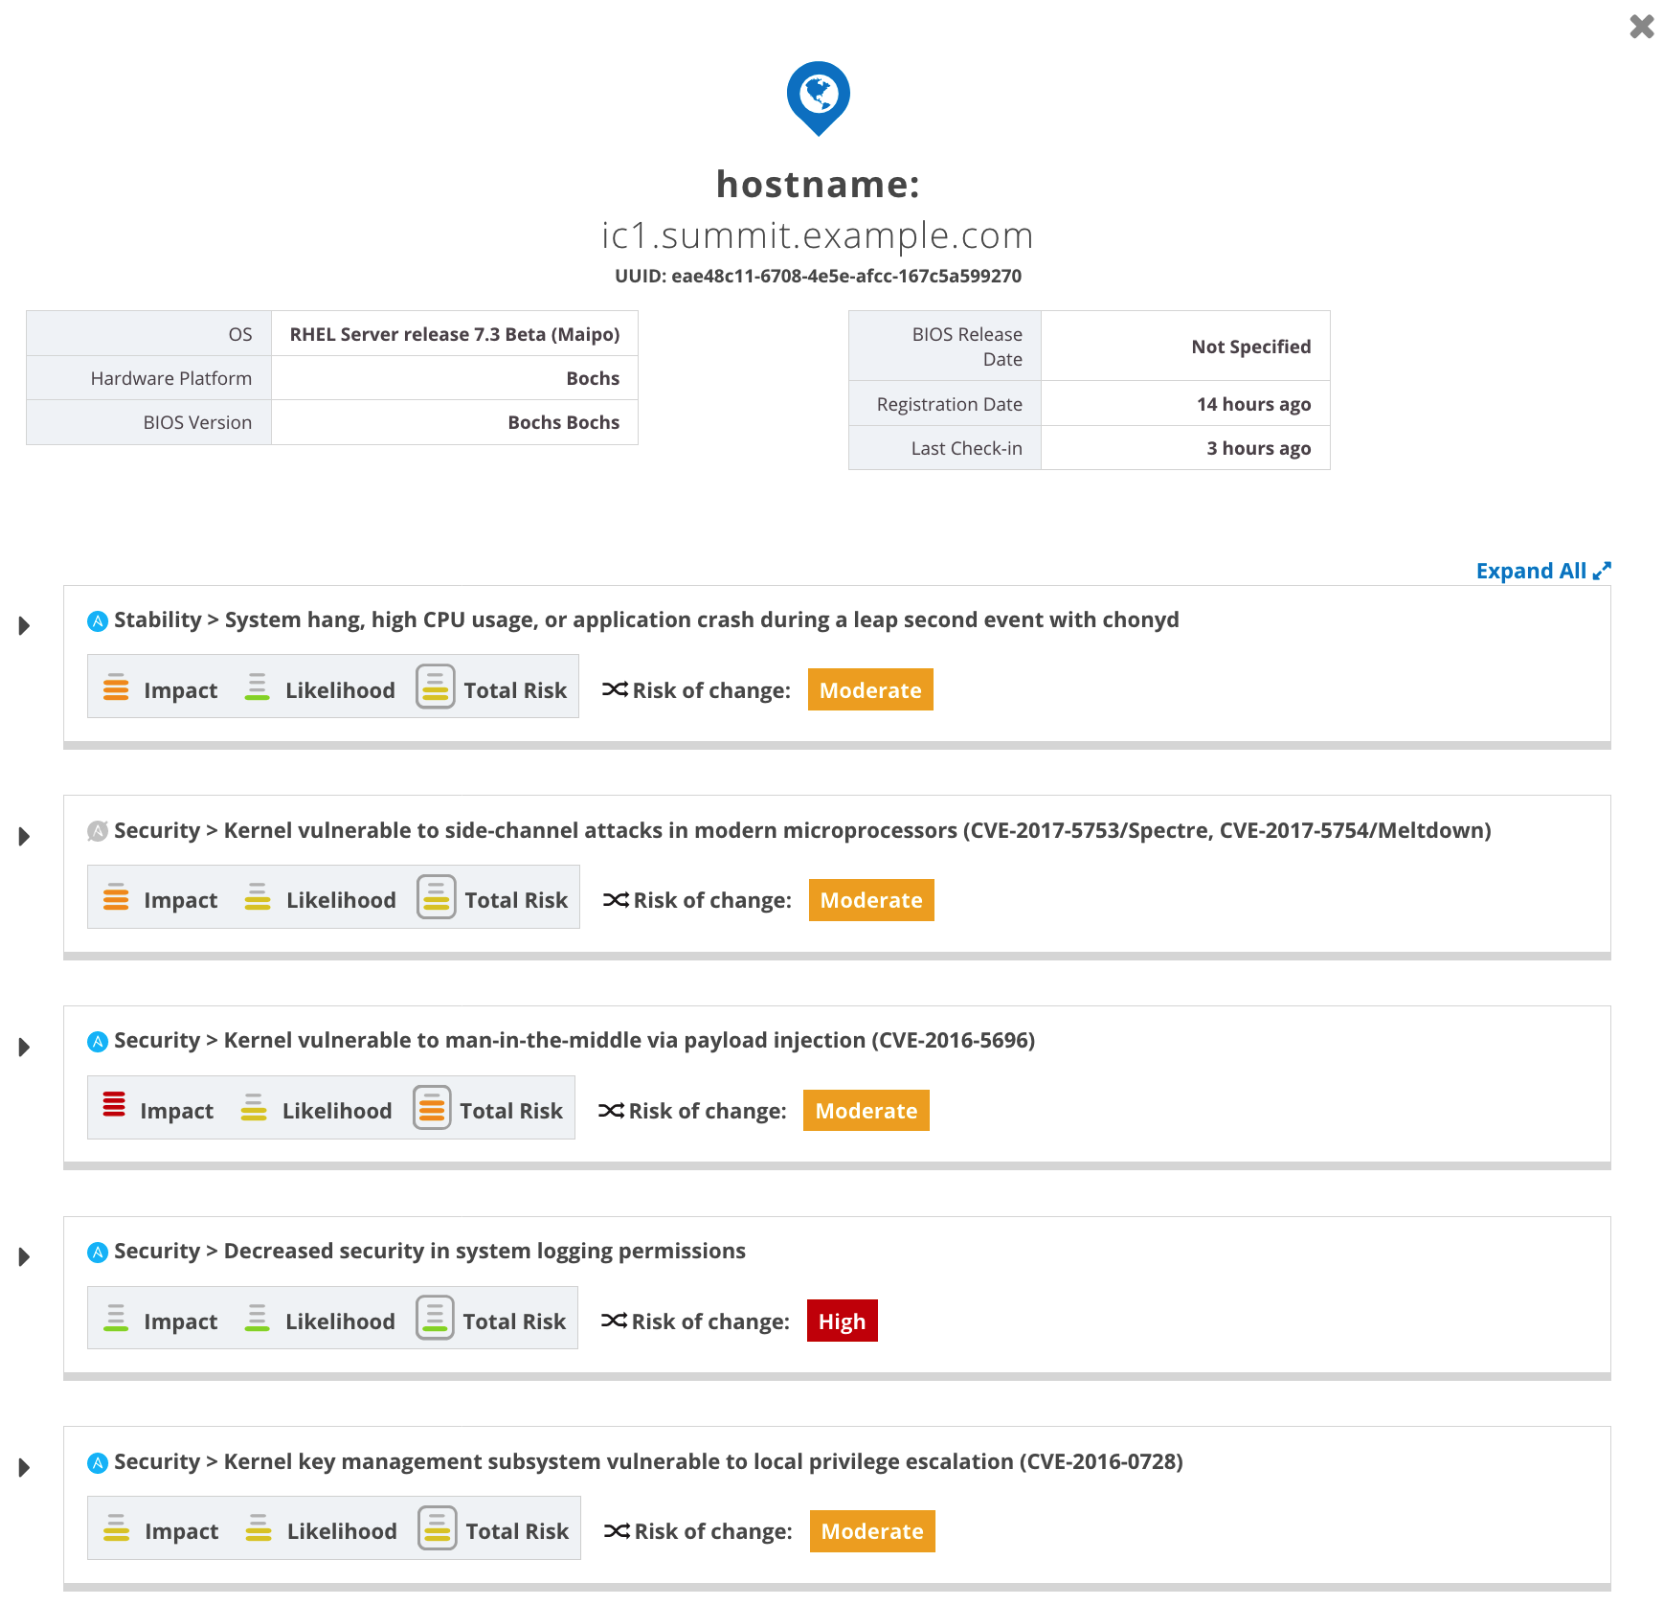 hostname:
ic1.summit.example.com
UUID: eae48c11-6708-4e5e-afcc-167c5a599270
OS RHEL Server release 7.3 Beta (Maipo)
Hardware Platform Bochs
BIOS Version Bochs Bochs
BIOS Release
Date Not Specified
Registration Date 14 hours ago
Last Check-in 3 hours ago
Expand All
Stability > System hang, high CPU usage, or application crash during a leap second event with chonyd
Impact Likelihood Total Risk Risk of change: Moderate
Security > Kernel vulnerable to side-channel attacks in modern microprocessors (CVE-2017-5753/Spectre, CVE-2017-5754/Meltdown)
Impact Likelihood Total Risk Risk of change: Moderate
Security > Kernel vulnerable to man-in-the-middle via payload injection (CVE-2016-5696)
Impact Likelihood Total Risk Risk of change: Moderate
Security > Decreased security in system logging permissions
Impact Likelihood Total Risk Risk of change: High
Security > Kernel key management subsystem vulnerable to local privilege escalation (CVE-2016-0728)
Impact Likelihood Total Risk Risk of change: Moderate